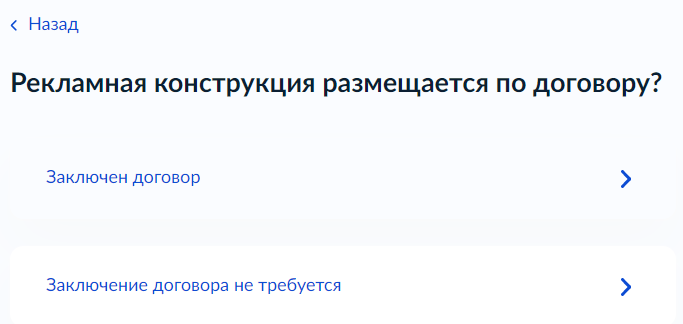 Назад
Рекламная конструкция размещается по договору?
Заключен договор
Заключение договора не требуется